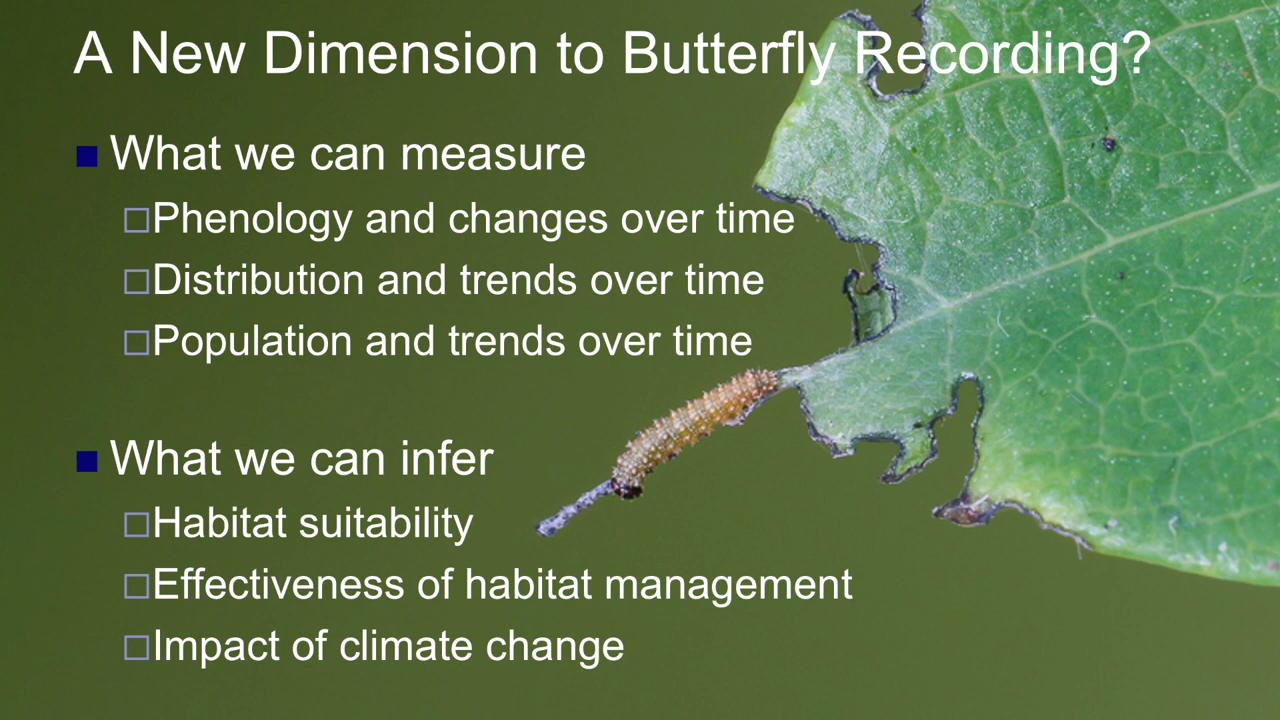 A New Dimension to Butterfly Recording?
What we can measure
Phenology and changes over time
Distribution and trends over time
Population and trends over time
What we can infer
Habitat suitability
Effectiveness of habitat management
Impact of climate change